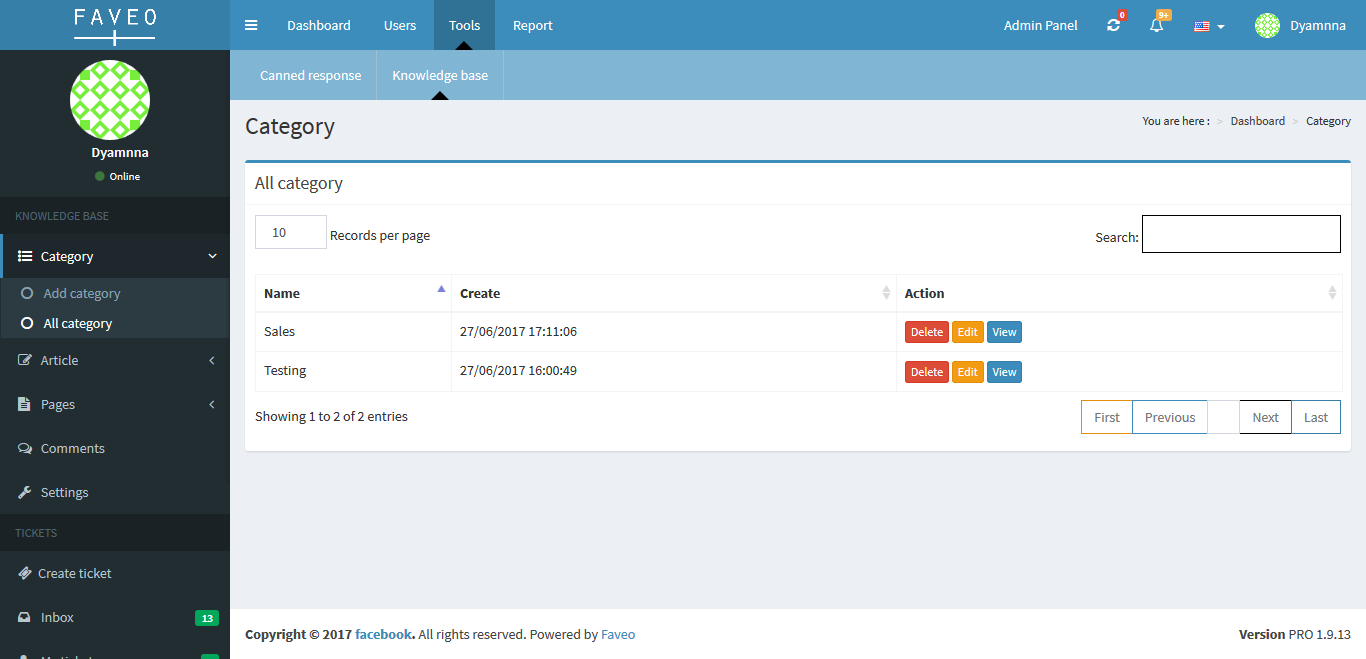 FAVEO
Dashboard Users Tools Report Admin Panel 0 9+ Dyamnna
Canned response Knowledge base
Dyamnna
Online
KNOWLEDGE BASE
Category
Add category
All category
Article
Pages
Comments
Settings
TICKETS
Create ticket
Inbox 13
Category
You are here : > Dashboard > Category
All category
10 Records per page Search:
Name Create Action
Sales 27/06/2017 17:11:06 Delete Edit View
Testing 27/06/2017 16:00:49 Delete Edit View
Showing 1 to 2 of 2 entries First Previous Next Last
Copyright © 2017 facebook. All rights reserved. Powered by Faveo Version PRO 1.9.13